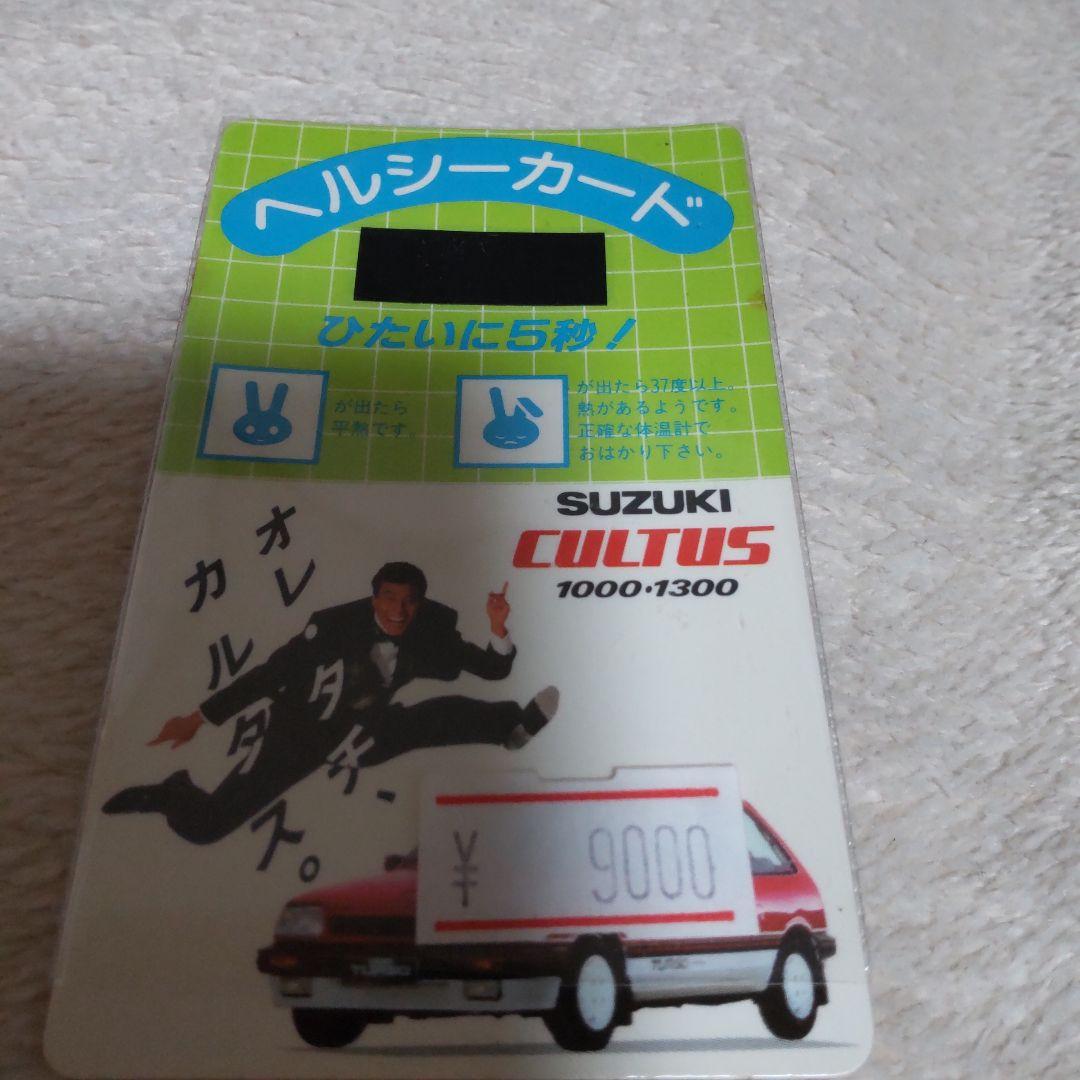 ヘルシーカード
ひたいに5秒！
が出たら
平熱です。
が出たら37度以上。
熱があるようです。
正確な体温計で
おはかり下さい。
SUZUKI
CULTUS
1000・1300
オレ
タチ、
カルタス。
¥ 9000